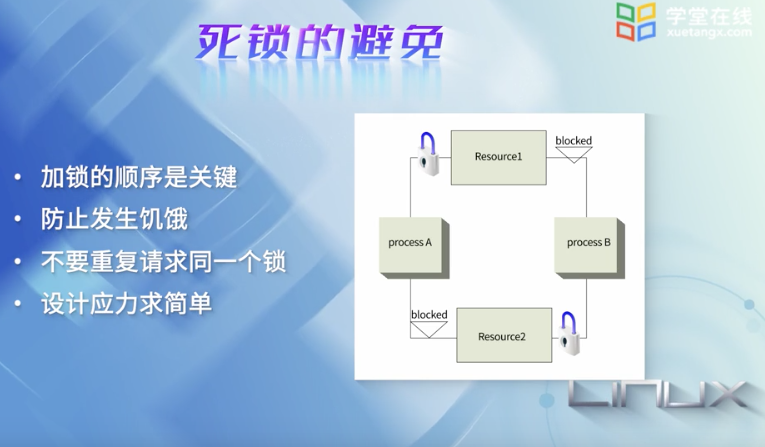 学堂在线
xuetangx.com
死锁的避免
• 加锁的顺序是关键
• 防止发生饥饿
• 不要重复请求同一个锁
• 设计应力求简单
Resource1
blocked
process A
process B
blocked
Resource2
Linux